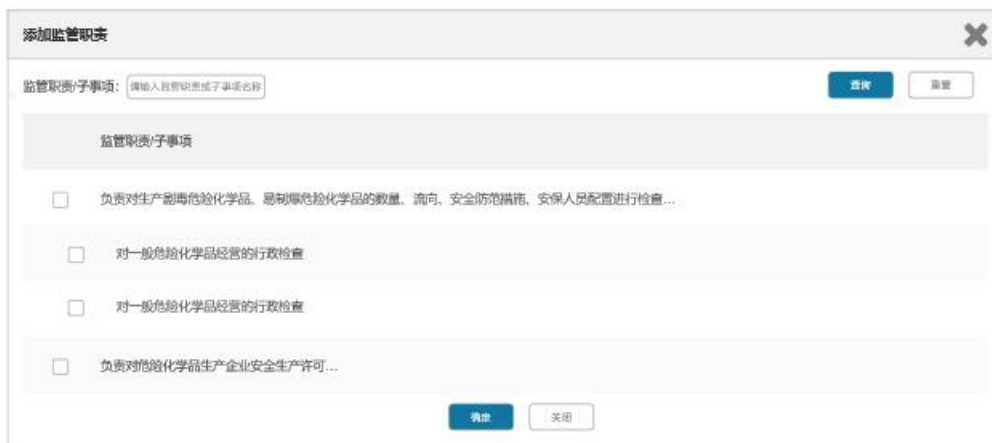 添加监管职责
监管职责/子事项: 请输入监管职责或子事项名称 查询 重置
监管职责/子事项
负责对生产剧毒危险化学品、易制爆危险化学品的数量、流向、安全防范措施、安保人员配置进行检查...
对一般危险化学品经营的行政检查
对一般危险化学品经营的行政检查
负责对危险化学品生产企业安全生产许可...
确定 关闭